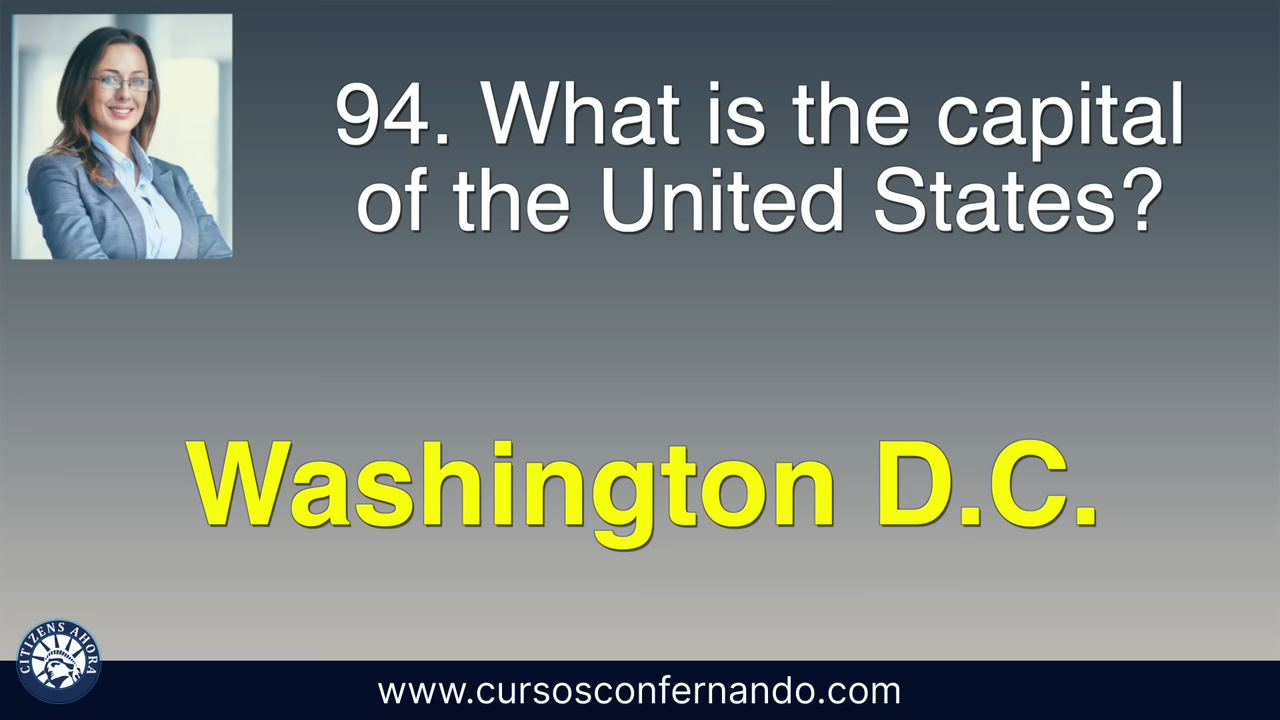 94. What is the capital
of the United States?
Washington D.C.
CITIZENS AHORA
www.cursosconfernando.com